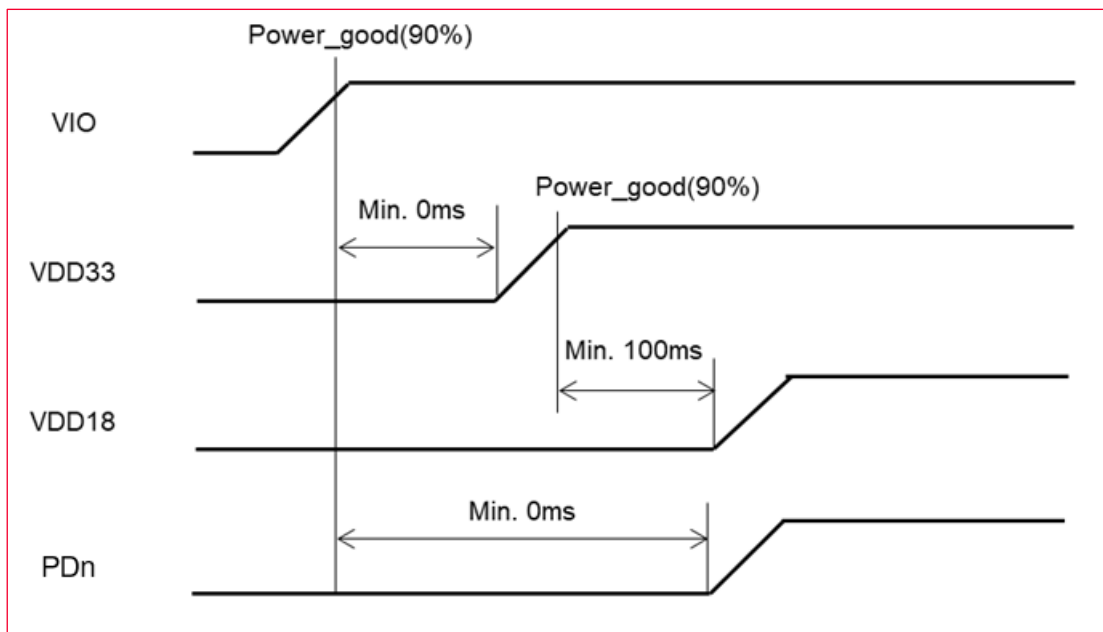 Power_good(90%)
VIO
Power_good(90%)
Min. 0ms
VDD33
Min. 100ms
VDD18
Min. 0ms
PDn